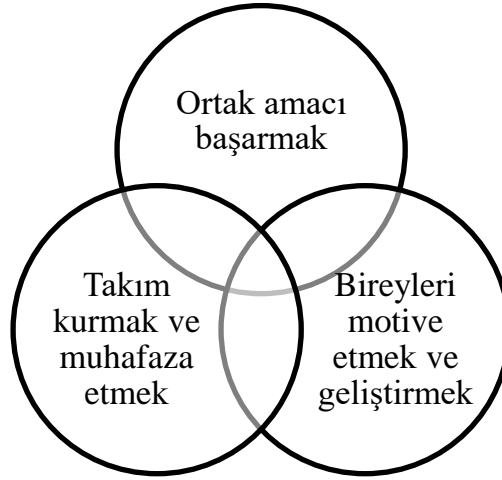 Ortak amacı
başarmak
Takım
kurmak ve
muhafaza
etmek
Bireyleri
motive
etmek ve
geliştirmek